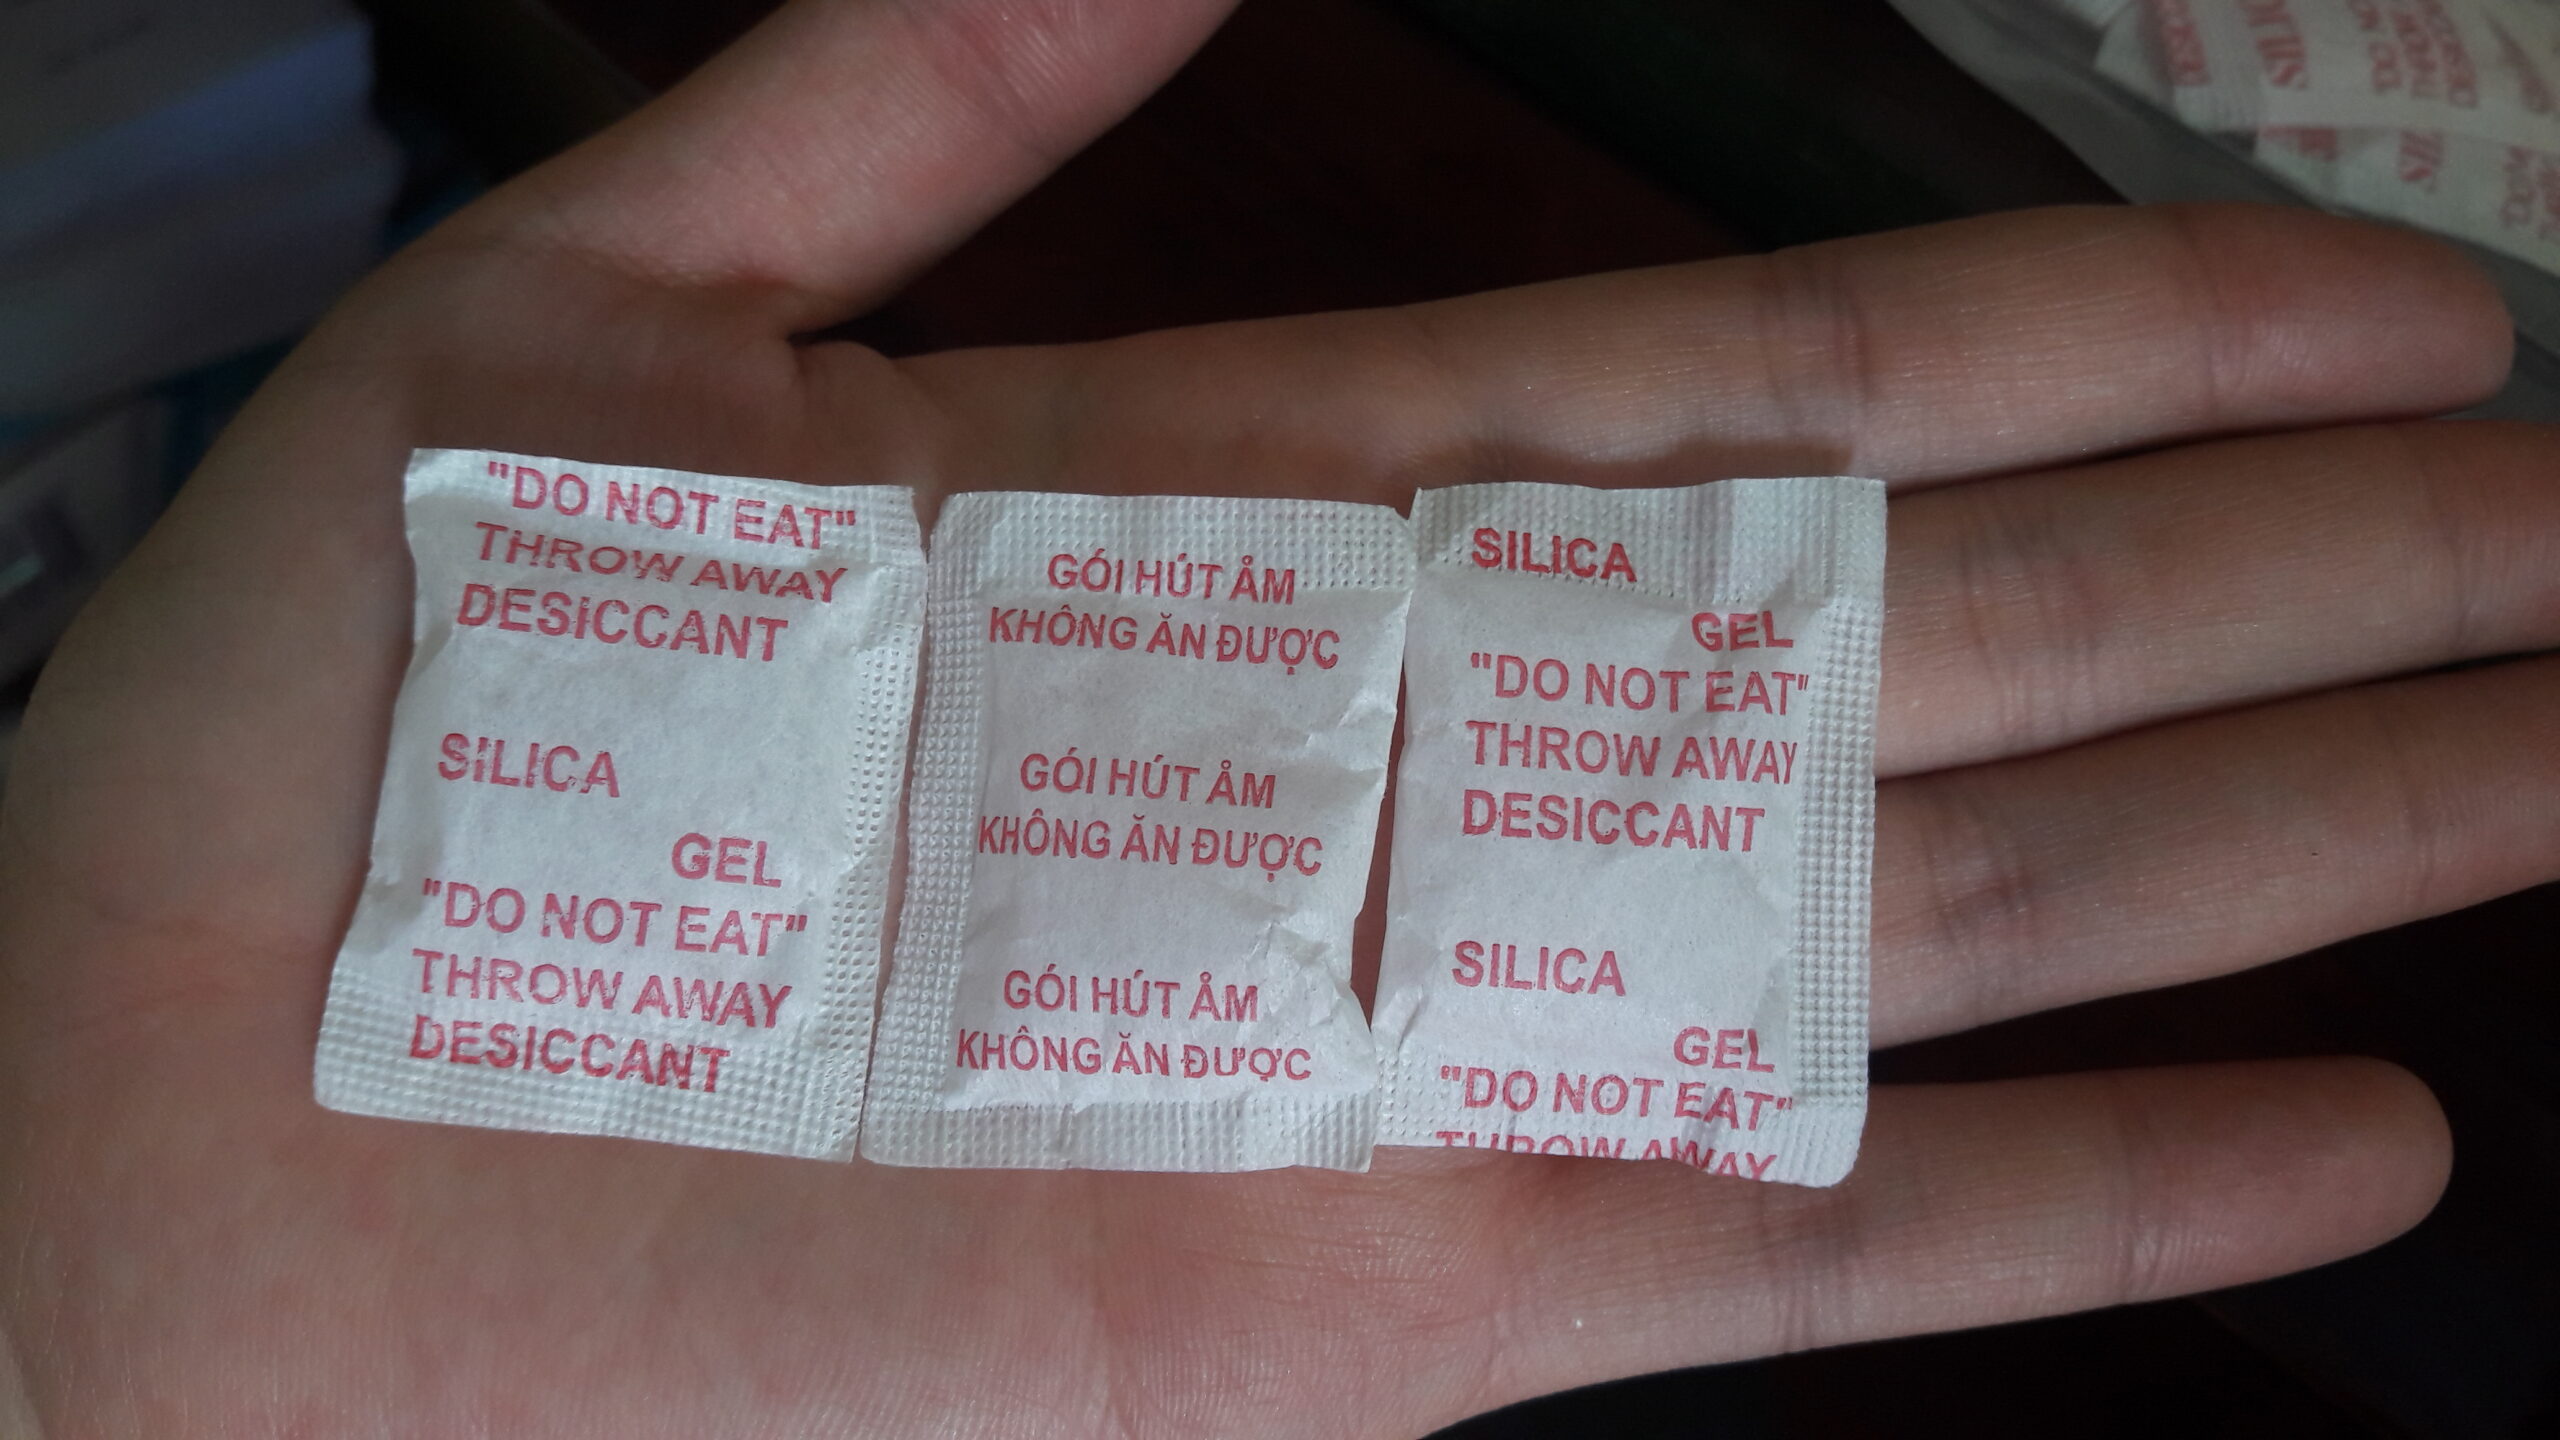 "DO NOT EAT"
THROW AWAY
DESICCANT
SILICA
GEL
"DO NOT EAT"
THROW AWAY
DESICCANT
GÓI HÚT ẨM
KHÔNG ĂN ĐƯỢC
GÓI HÚT ẨM
KHÔNG ĂN ĐƯỢC
GÓI HÚT ẨM
KHÔNG ĂN ĐƯỢC
SILICA
GEL
"DO NOT EAT"
THROW AWAY
DESICCANT
SILICA
GEL
"DO NOT EAT"
THROW AWAY